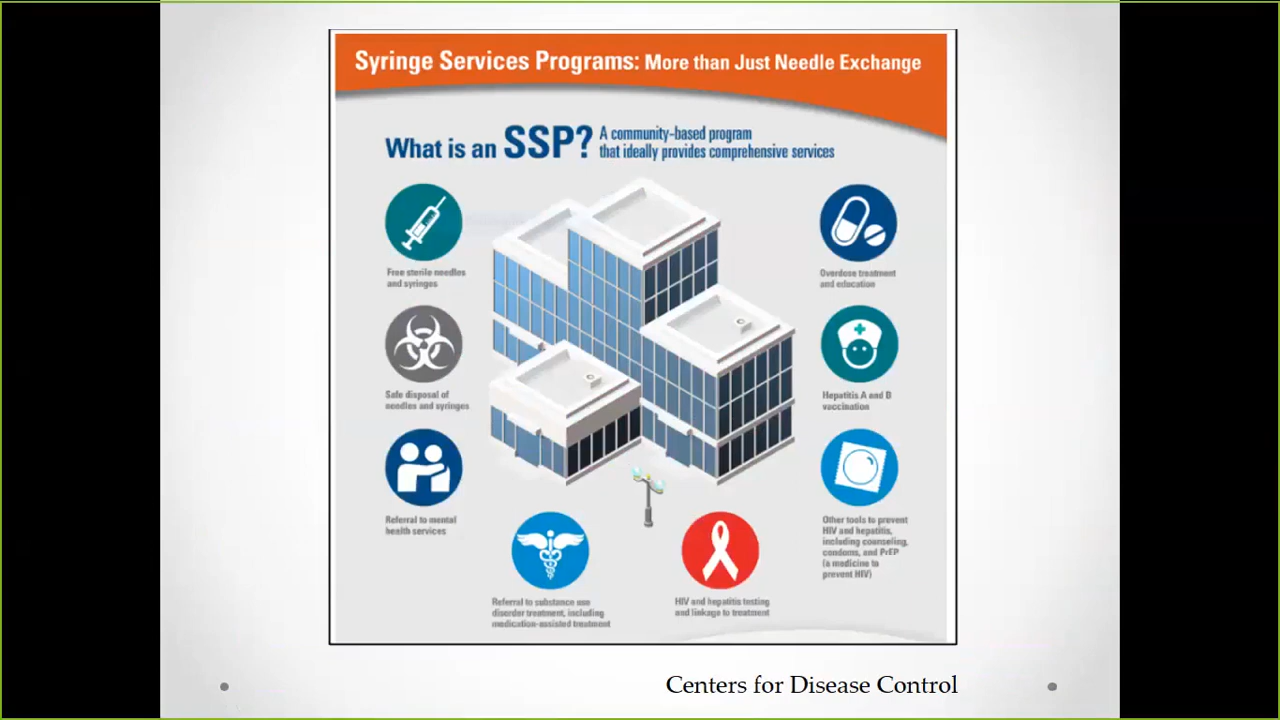 Syringe Services Programs: More than Just Needle Exchange
What is an SSP?
A community-based program
that ideally provides comprehensive services
Free sterile needles
and syringes
Safe disposal of
needles and syringes
Referral to mental
health services
Referral to substance use
disorder treatment, including
medication-assisted treatment
HIV and hepatitis testing
and linkage to treatment
Overdose treatment
and education
Hepatitis A and B
vaccination
Other tools to prevent
HIV and hepatitis,
including counseling,
condoms, and PrEP
(a medicine to
prevent HIV)
Centers for Disease Control